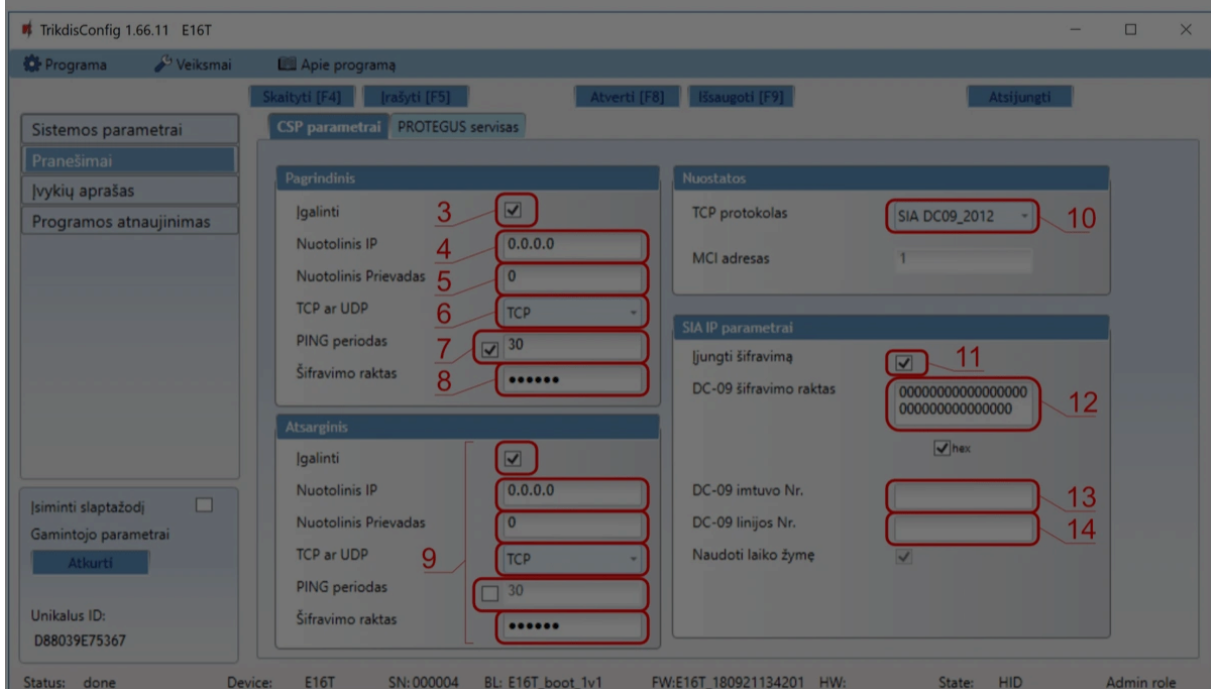 TrikdisConfig 1.66.11 E16T
Programa Veiksmai Apie programą
Skaityti [F4] Įrašyti [F5] Atverti [F8] Išsaugoti [F9] Atsijungti
Sistemos parametrai
Pranešimai
Įvykių aprašas
Programos atnaujinimas
CSP parametrai PROTEGUS servisas
Pagrindinis
Įgalinti 3
Nuotolinis IP 4 0.0.0.0
Nuotolinis Prievadas 5 0
TCP ar UDP 6 TCP
PING periodas 7 30
Šifravimo raktas 8 ••••••
Atsarginis
9
Įgalinti
Nuotolinis IP 0.0.0.0
Nuotolinis Prievadas 0
TCP ar UDP TCP
PING periodas 30
Šifravimo raktas ••••••
Nuostatos
TCP protokolas SIA DC09_2012 10
MCI adresas 1
SIA IP parametrai
Įjungti šifravimą 11
DC-09 šifravimo raktas 00000000000000000
000000000000000 12
hex
DC-09 imtuvo Nr. 13
DC-09 linijos Nr. 14
Naudoti laiko žymę
Įsiminti slaptažodį
Gamintojo parametrai
Atkurti
Unikalus ID:
D88039E75367
Status: done Device: E16T SN: 000004 BL: E16T_boot_1v1 FW:E16T_180921134201 HW: State: HID Admin role